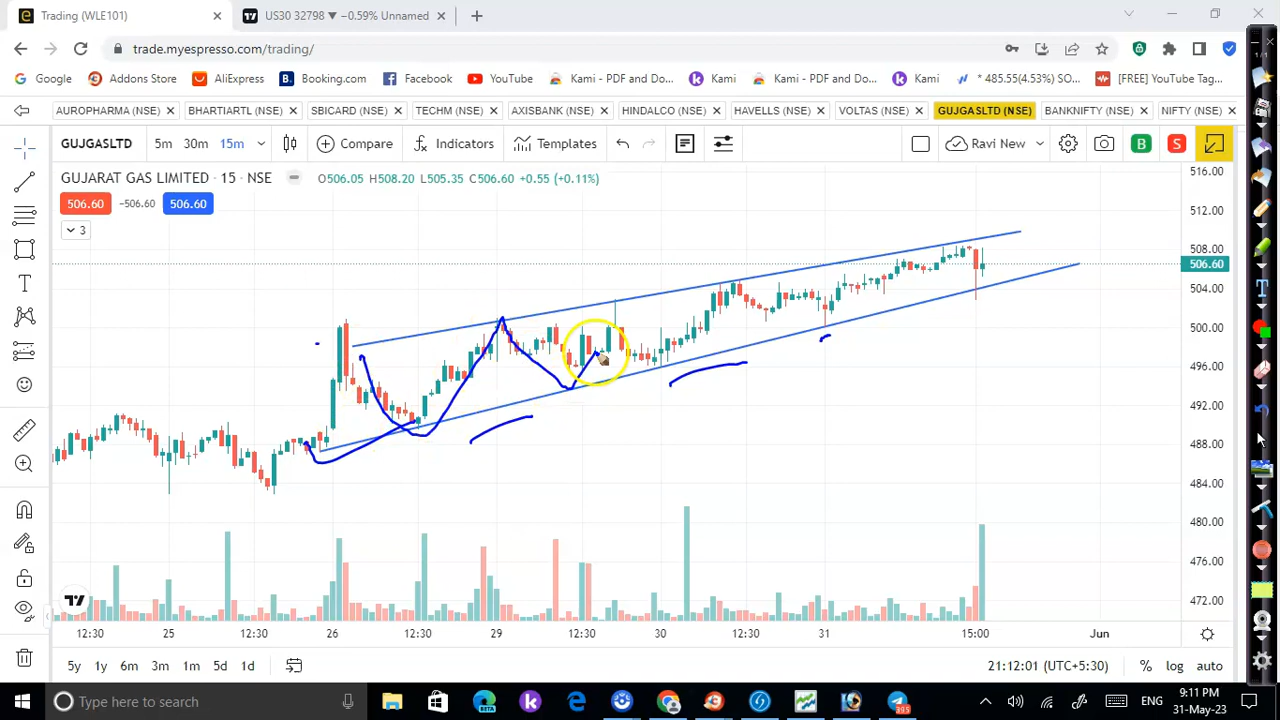 Trading (WLE101)
US30 32798 ▼ −0.59% Unnamed
trade.myespresso.com/trading/
Google
Addons Store
AliExpress
Booking.com
Facebook
YouTube
Kami - PDF and Do...
Kami
Kami - PDF and Do...
Kami
* 485.55(4.53%) SO...
[FREE] YouTube Tag...
1/1
AUROPHARMA (NSE)
BHARTIARTL (NSE)
SBICARD (NSE)
TECHM (NSE)
AXISBANK (NSE)
HINDALCO (NSE)
HAVELLS (NSE)
VOLTAS (NSE)
GUJGASLTD (NSE)
BANKNIFTY (NSE)
NIFTY (NSE)
GUJGASLTD
5m 30m 15m
Compare
Indicators
Templates
Ravi New
B
S
GUJARAT GAS LIMITED · 15 · NSE
O506.05 H508.20 L505.35 C506.60 +0.55 (+0.11%)
506.60 −506.60 506.60
3
516.00
512.00
508.00
506.60
504.00
500.00
496.00
492.00
488.00
484.00
480.00
476.00
472.00
12:30 25 12:30 26 12:30 29 12:30 30 12:30 31 15:00 Jun
5y 1y 6m 3m 1m 5d 1d
21:12:01 (UTC+5:30)
% log auto
Type here to search
BETA
395
ENG
9:11 PM
31-May-23